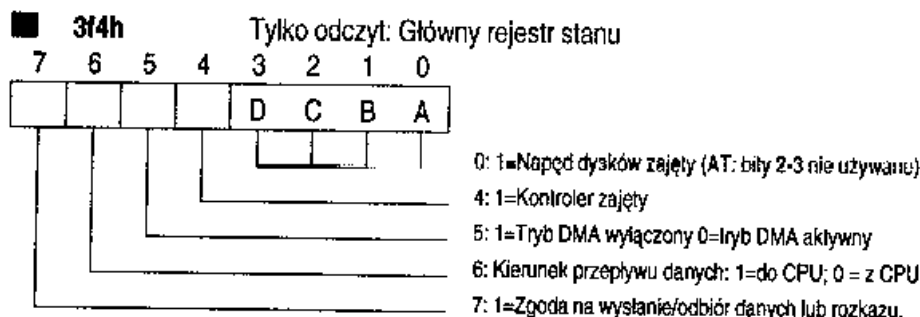 3f4h Tylko odczyt: Główny rejestr stanu
7 6 5 4 3 2 1 0
D C B A
0: 1=Napęd dysków zajęty (AT: bity 2-3 nie używane)
4: 1=Kontroler zajęty
5: 1=Tryb DMA wyłączony 0=tryb DMA aktywny
6: Kierunek przepływu danych: 1=do CPU; 0 = z CPU
7: 1=Zgoda na wysłanie/odbiór danych lub rozkazu.